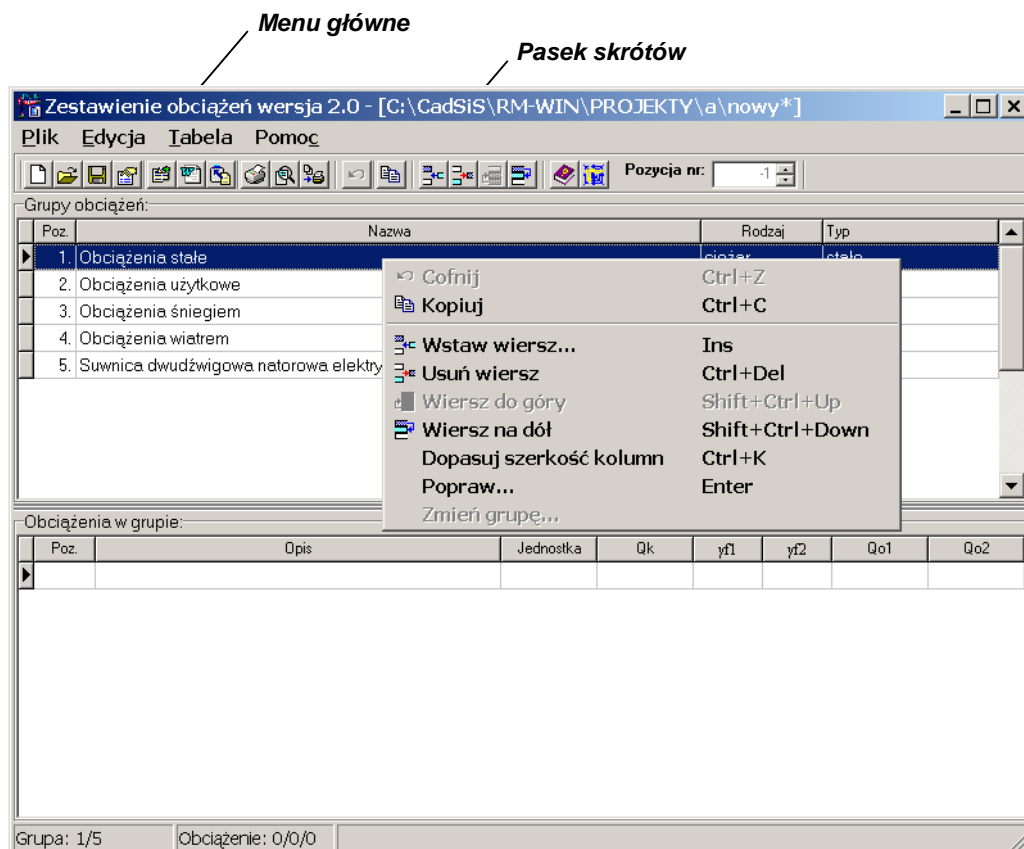 Menu główne
Pasek skrótów
Zestawienie obciążeń wersja 2.0 - [C:\CadSiS\RM-WIN\PROJEKTY\a\nowy*]
Plik Edycja Tabela Pomoc
Pozycja nr: -1
Grupy obciążeń:
Poz. Nazwa Rodzaj Typ
1. Obciążenia stałe ciężar stałe
2. Obciążenia użytkowe
3. Obciążenia śniegiem
4. Obciążenia wiatrem
5. Suwnica dwudźwigowa natorowa elektry
Cofnij Ctrl+Z
Kopiuj Ctrl+C
Wstaw wiersz... Ins
Usuń wiersz Ctrl+Del
Wiersz do góry Shift+Ctrl+Up
Wiersz na dół Shift+Ctrl+Down
Dopasuj szerkość kolumn Ctrl+K
Popraw... Enter
Zmień grupę...
Obciążenia w grupie:
Poz. Opis Jednostka Qk γf1 γf2 Qo1 Qo2
Grupa: 1/5 Obciążenie: 0/0/0